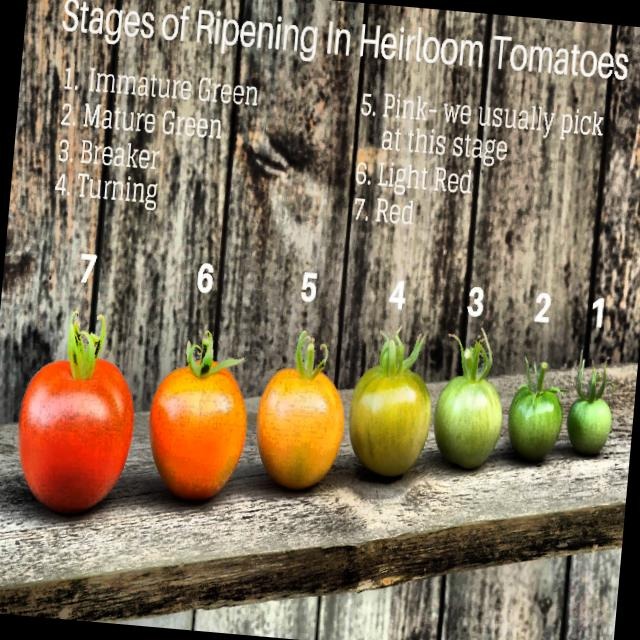 Stages of Ripening In Heirloom Tomatoes
1. Immature Green
2. Mature Green
3. Breaker
4. Turning
5. Pink- we usually pick
at this stage
6. Light Red
7. Red
7 6 5 4 3 2 1